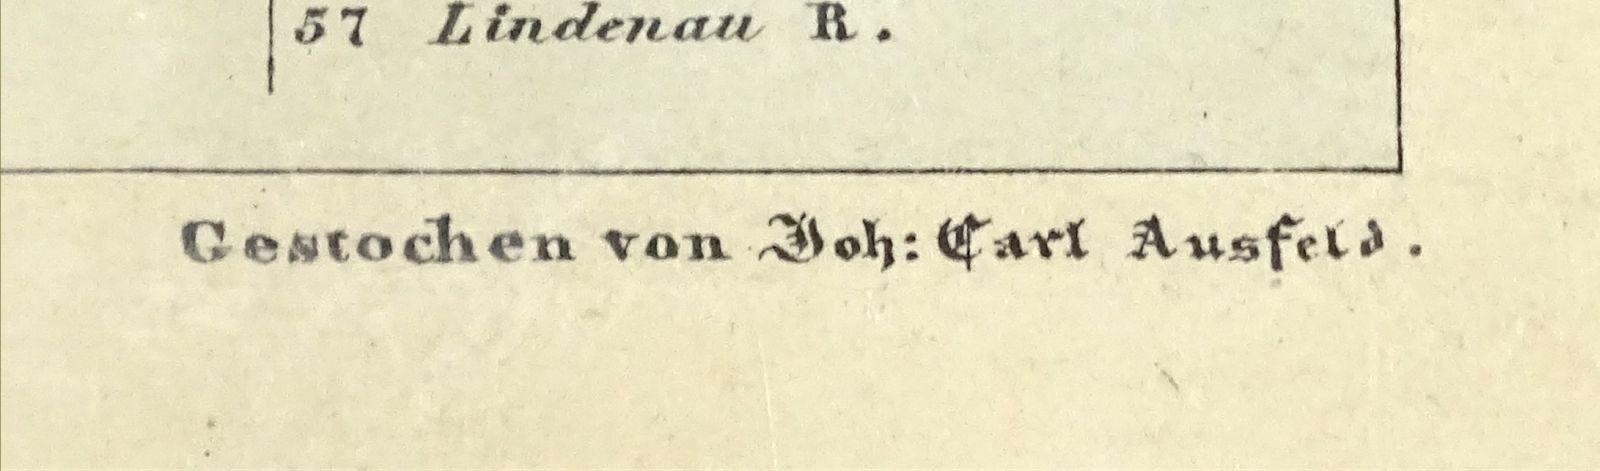 57 Lindenau R.
Gestochen von Joh: Carl Ausfeld.